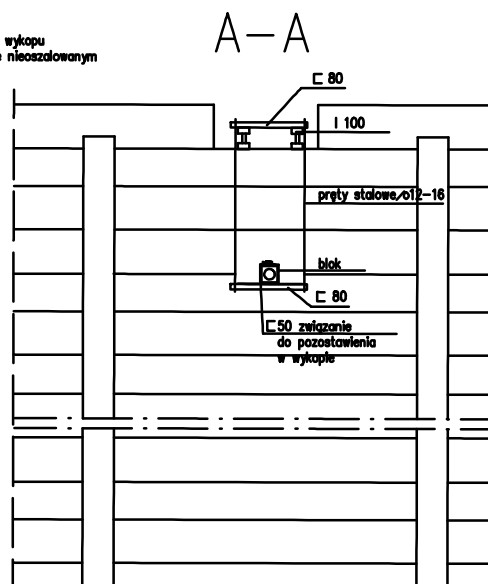 A-A
wykopu
nieoszalowanym
⊏ 80
I 100
pręty stalowe ⌀12-16
blok
⊏ 80
⊏50 związanie
do pozostawienia
w wykopie